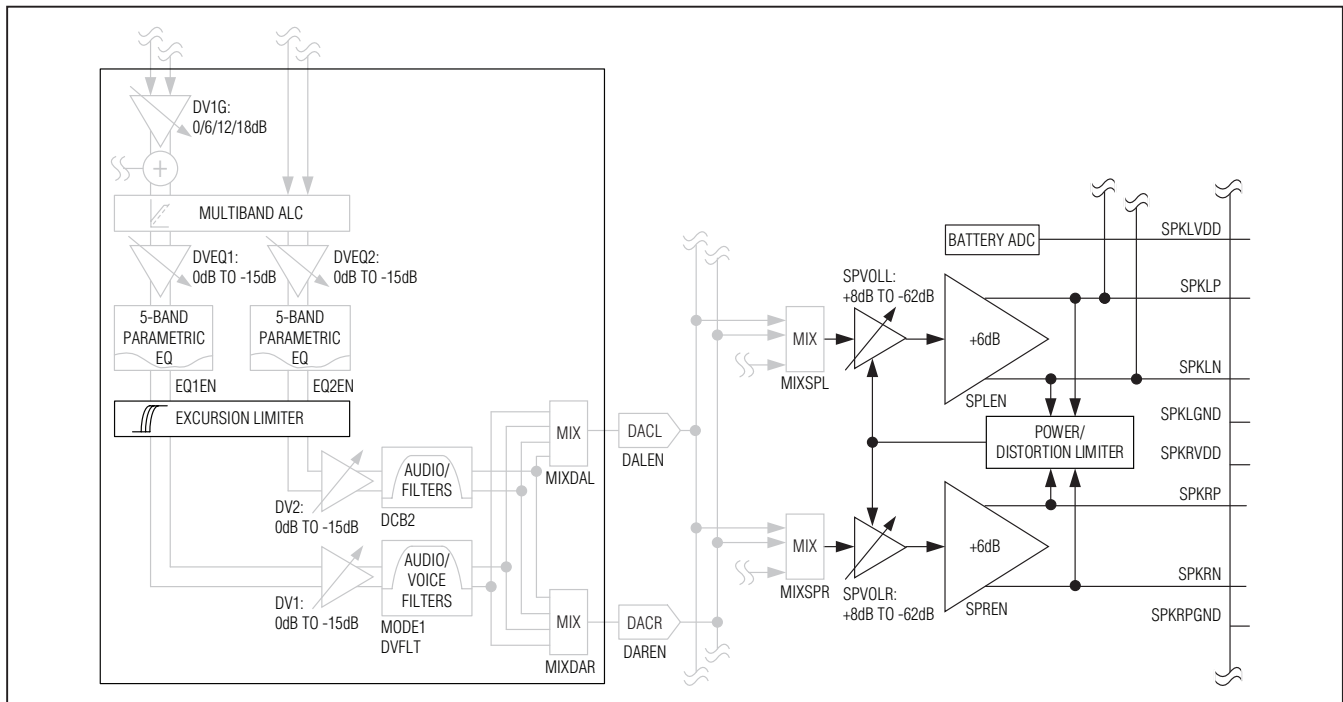 DV1G:
0/6/12/18dB
+
MULTIBAND ALC
DVEQ1:
0dB TO -15dB
DVEQ2:
0dB TO -15dB
5-BAND
PARAMETRIC
EQ
5-BAND
PARAMETRIC
EQ
EQ1EN
EQ2EN
EXCURSION LIMITER
DV2:
0dB TO -15dB
AUDIO/
FILTERS
DCB2
DV1:
0dB TO -15dB
AUDIO/
VOICE
FILTERS
MODE1
DVFLT
MIX
MIXDAL
MIX
MIXDAR
DACL
DALEN
DACR
DAREN
MIX
MIXSPL
MIX
MIXSPR
SPVOLL:
+8dB TO -62dB
SPVOLR:
+8dB TO -62dB
BATTERY ADC
+6dB
SPLEN
POWER/
DISTORTION LIMITER
+6dB
SPREN
SPKLVDD
SPKLP
SPKLN
SPKLGND
SPKRVDD
SPKRP
SPKRN
SPKRPGND